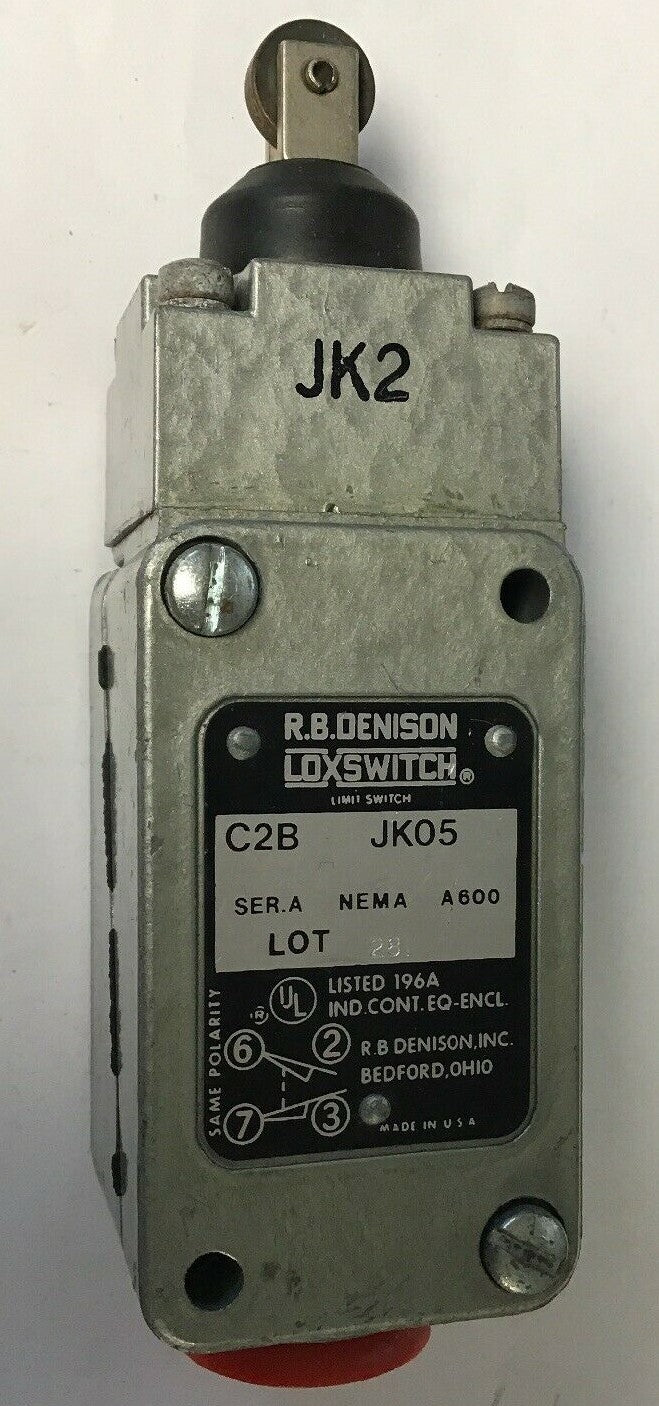 JK2
R.B.DENISON
LOXSWITCH®
LIMIT SWITCH
C2B JK05
SER.A NEMA A600
LOT 28.
UL LISTED 196A
® IND.CONT.EQ-ENCL.
SAME POLARITY
6 2
R.B DENISON,INC.
BEDFORD,OHIO
7 3
MADE IN U S A